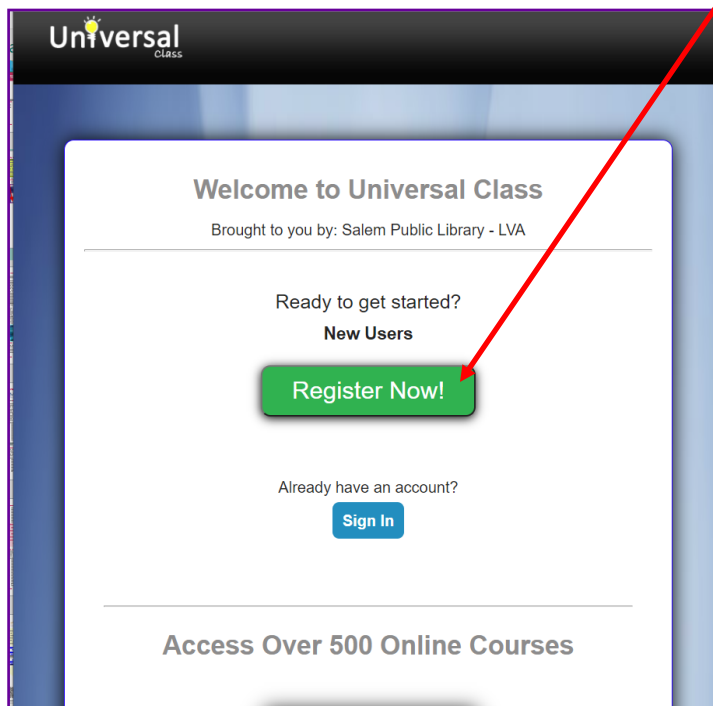 Universal
Class
Welcome to Universal Class
Brought to you by: Salem Public Library - LVA
Ready to get started?
New Users
Register Now!
Already have an account?
Sign In
Access Over 500 Online Courses